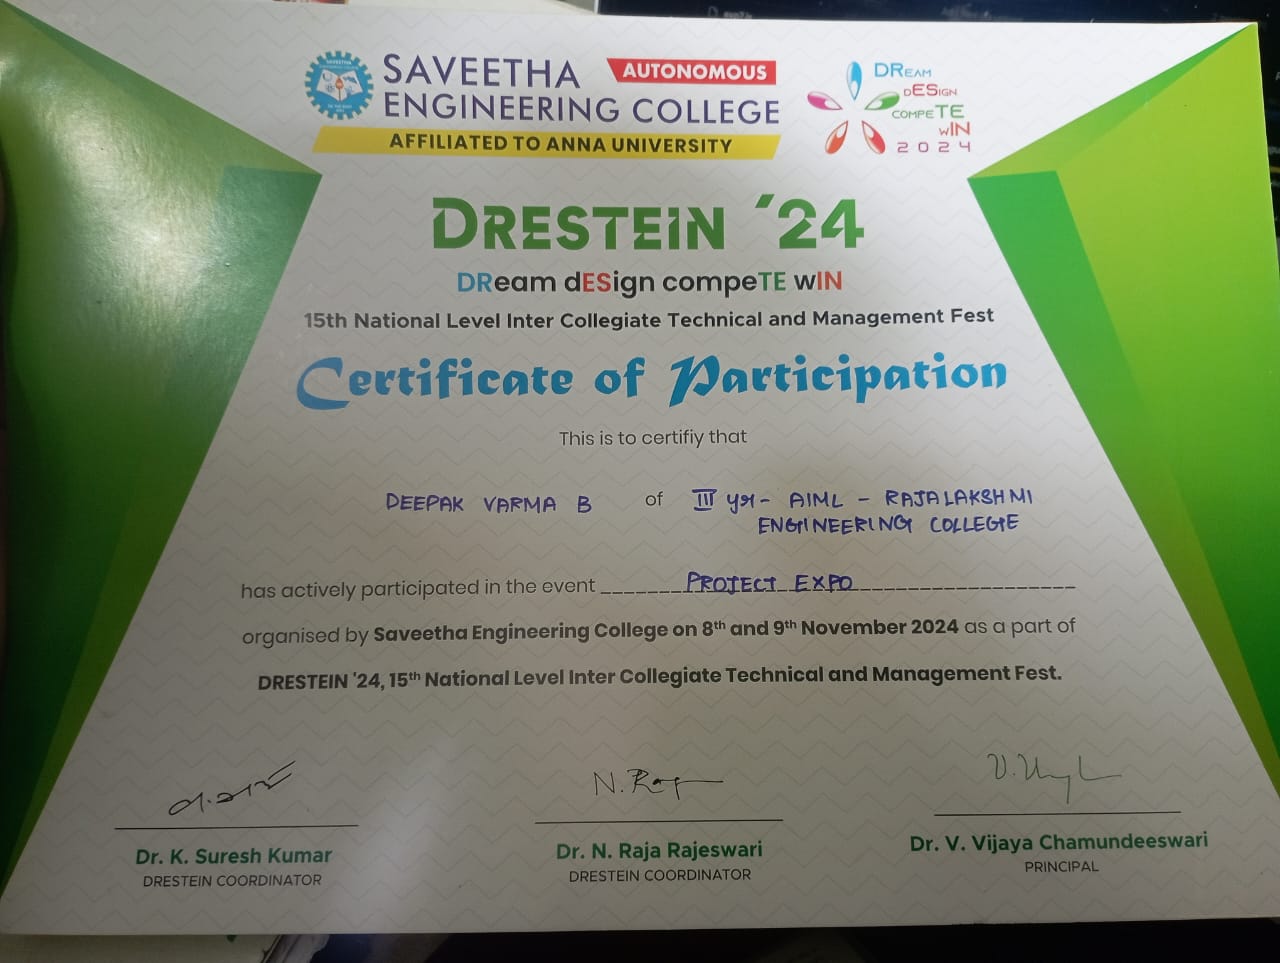 SAVEETHA
ENGINEERING COLLEGE
AUTONOMOUS
AFFILIATED TO ANNA UNIVERSITY
DREAM
dESIGN
COMPETE
wIN
2024
DRESTEIN '24
DReam dESign compeTE wIN
15th National Level Inter Collegiate Technical and Management Fest
Certificate of Participation
This is to certifiy that
DEEPAK VARMA B of III yr - AIML - RAJALAKSHMI
ENGINEERING COLLEGE
has actively participated in the event PROJECT EXPO
organised by Saveetha Engineering College on 8th and 9th November 2024 as a part of
DRESTEIN '24, 15th National Level Inter Collegiate Technical and Management Fest.
N. Raj
Dr. K. Suresh Kumar
DRESTEIN COORDINATOR
Dr. N. Raja Rajeswari
DRESTEIN COORDINATOR
Dr. V. Vijaya Chamundeeswari
PRINCIPAL